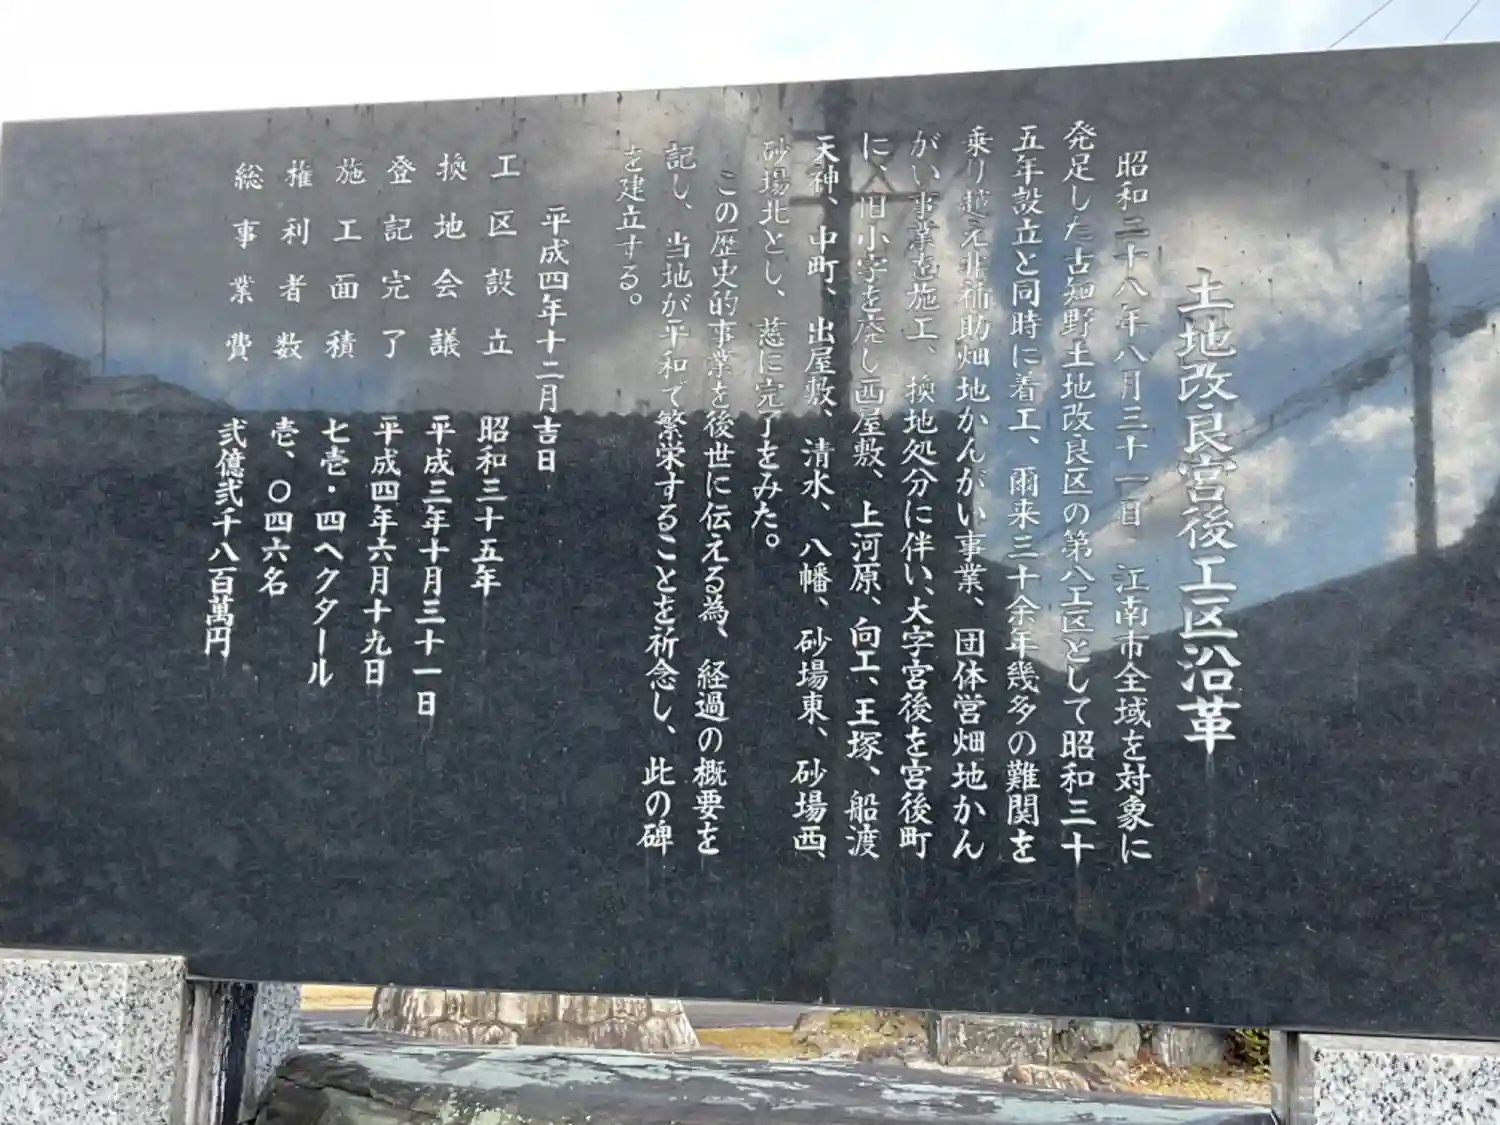 土地改良宮後工区沿革
昭和二十八年八月三十一日 江南市全域を対象に
発足した古知野土地改良区の第八工区として昭和三十
五年設立と同時に着工、爾来三十余年幾多の難関を
乗り越え非補助畑地かんがい事業、団体営畑地かん
がい事業を施工、換地処分に伴い、大字宮後を宮後町
に、旧小字を廃し西屋敷、上河原、向工、王塚、船渡
天神、中町、出屋敷、清水、八幡、砂場東、砂場西、
砂場北とし、慈に完了をみた。
この歴史的事業を後世に伝える為、経過の概要を
記し、当地が平和で繁栄することを祈念し、此の碑
を建立する。
平成四年十二月吉日
工区設立 昭和三十五年
換地会議 平成三年十月三十一日
登記完了 平成四年六月十九日
施工面積 七壱・四ヘクタール
権利者数 壱、〇四六名
総事業費 弐億弐千八百萬円